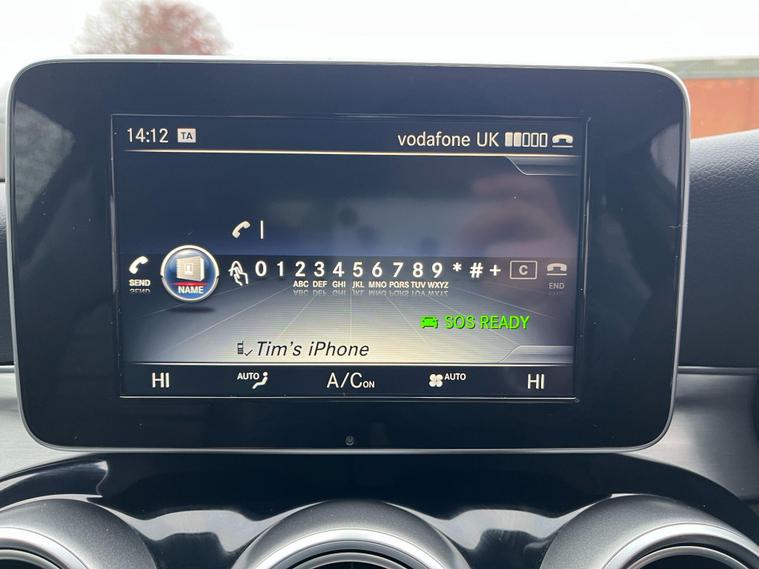 14:12 TA vodafone UK
SEND NAME 0 1 2 3 4 5 6 7 8 9 * # + C END
ABC DEF GHI JKL MNO PQRS TUV WXYZ
SOS READY
Tim's iPhone
HI AUTO A/C ON AUTO HI